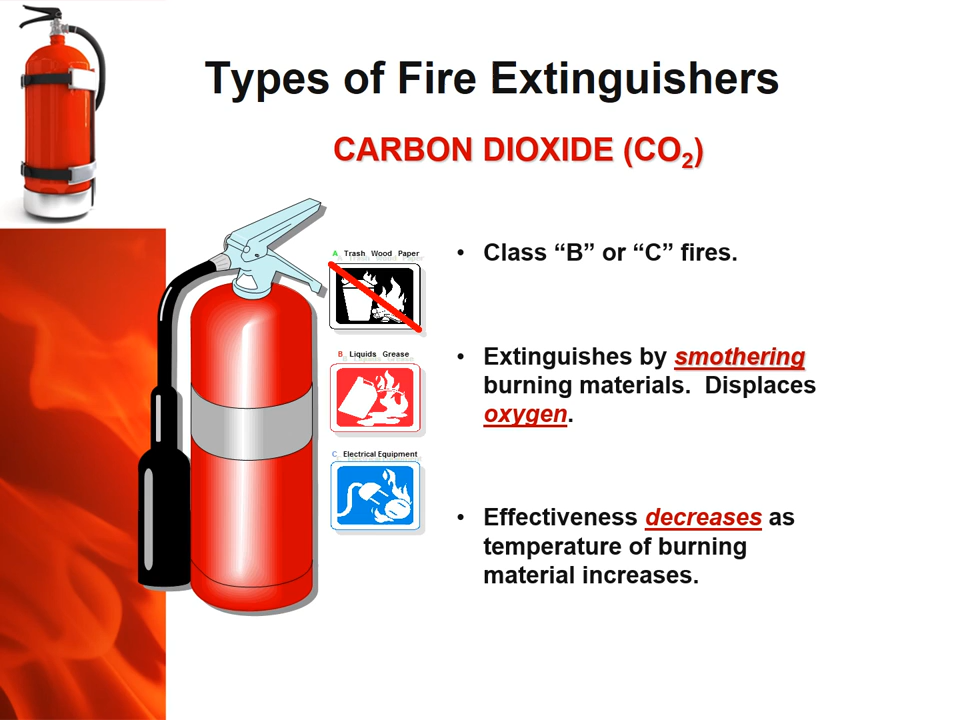 Types of Fire Extinguishers
CARBON DIOXIDE (CO₂)
A Trash Wood Paper
B Liquids Grease
C Electrical Equipment
• Class “B” or “C” fires.
• Extinguishes by smothering
burning materials. Displaces
oxygen.
• Effectiveness decreases as
temperature of burning
material increases.